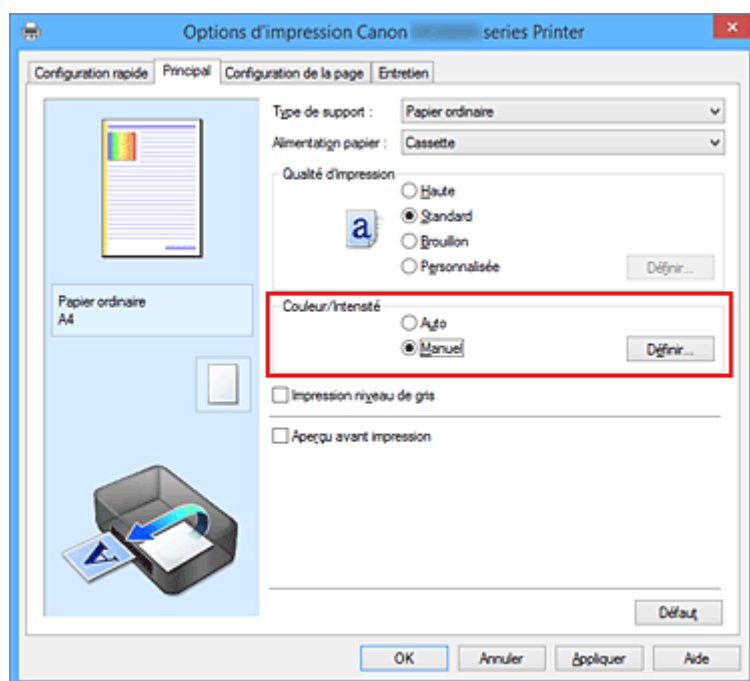 Options d'impression Canon series Printer
Configuration rapide Principal Configuration de la page Entretien
Type de support : Papier ordinaire
Alimentation papier : Cassette
Qualité d'impression
Haute
a Standard
Brouillon
Personnalisée Définir...
Couleur/Intensité
Auto
Manuel Définir...
Papier ordinaire
A4
Impression niveau de gris
Aperçu avant impression
A
Défaut
OK Annuler Appliquer Aide